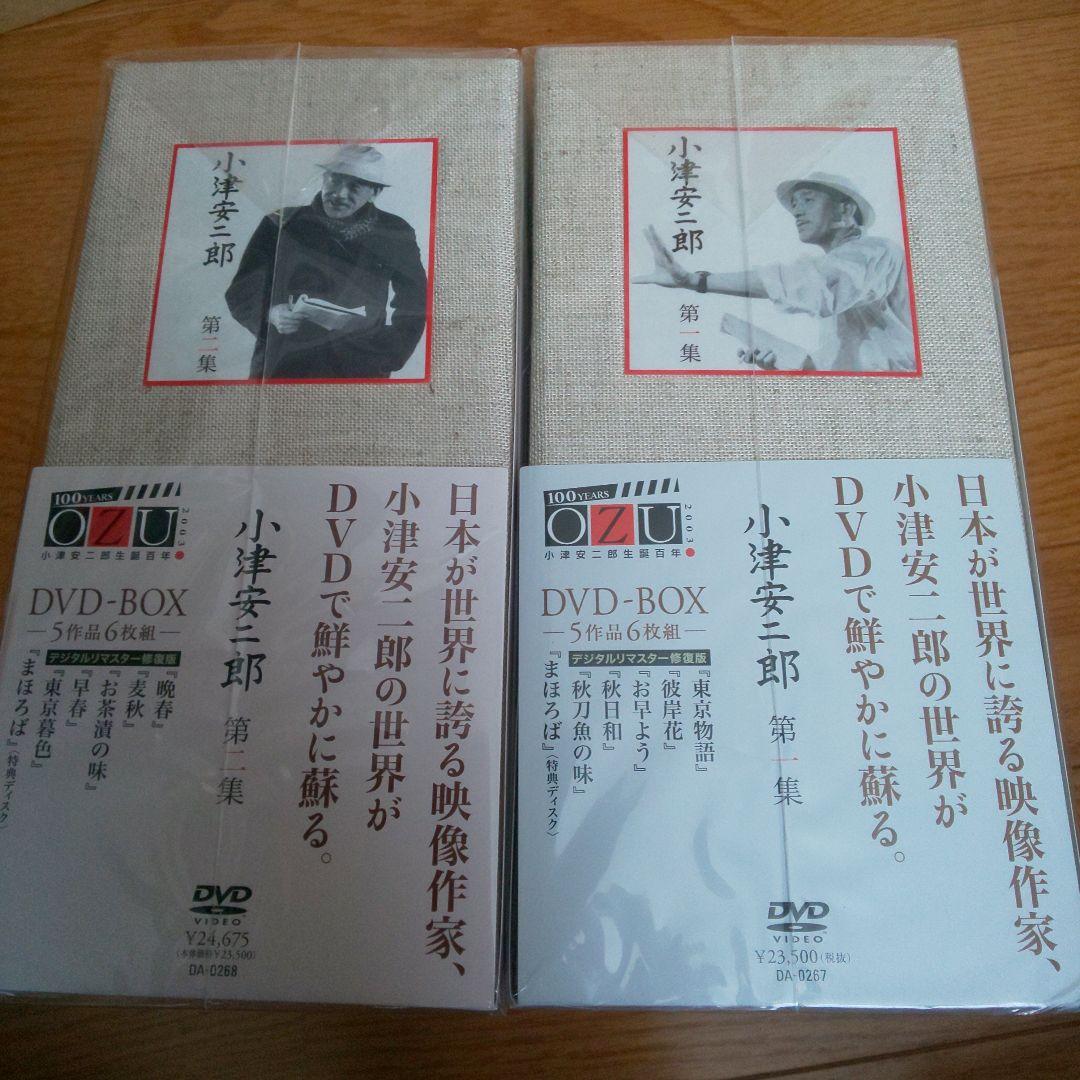 小津安二郎
第二集
100 YEARS
OZU
2003
小津安二郎生誕百年
DVD-BOX
5作品6枚組
デジタルリマスター修復版
日本が世界に誇る映像作家、
小津安二郎の世界が
DVDで鮮やかに蘇る。
小津安二郎 第二集
『晩春』
『麦秋』
『お茶漬の味』
『早春』
『東京暮色』
『まほろば』(特典ディスク)
DVD
VIDEO
¥24,675
(本体価格¥23,500)
DA-0268
小津安二郎
第一集
100 YEARS
OZU
2003
小津安二郎生誕百年
DVD-BOX
5作品6枚組
デジタルリマスター修復版
日本が世界に誇る映像作家、
小津安二郎の世界が
DVDで鮮やかに蘇る。
小津安二郎 第一集
『東京物語』
『彼岸花』
『お早よう』
『秋日和』
『秋刀魚の味』
『まほろば』(特典ディスク)
DVD
VIDEO
¥23,500(税抜)
DA-0267